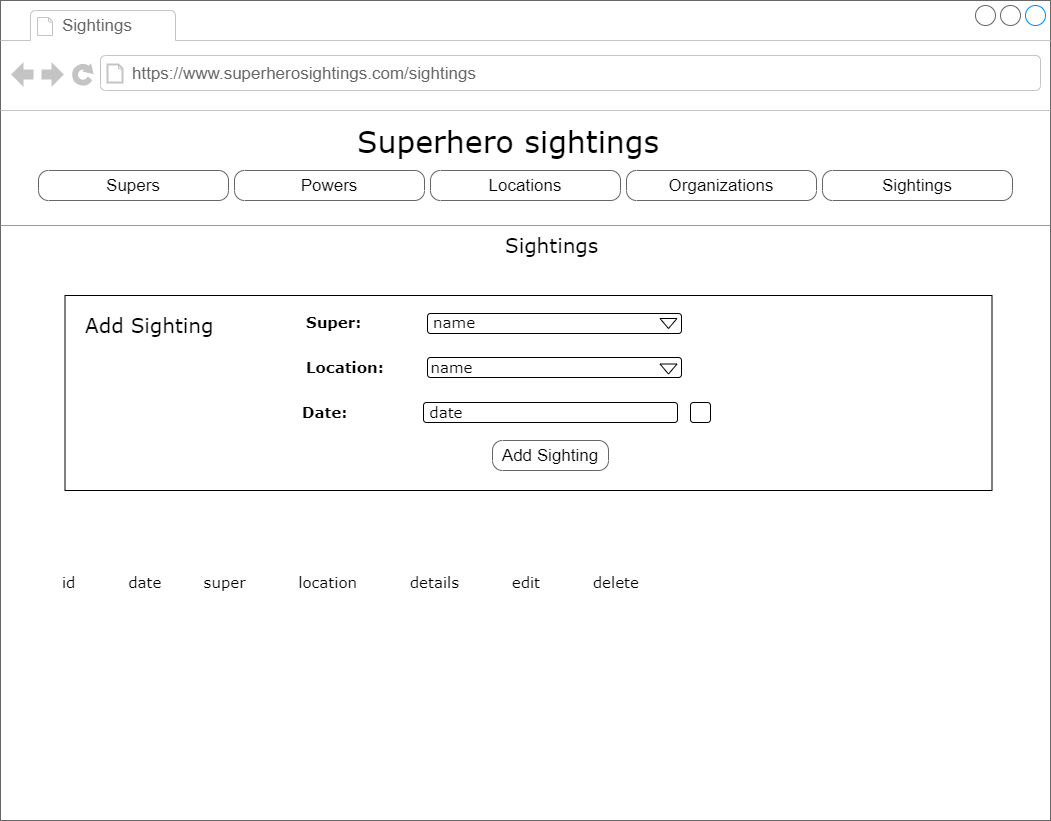 Sightings
https://www.superherosightings.com/sightings
Superhero sightings
Supers Powers Locations Organizations Sightings
Sightings
Add Sighting
Super: name
Location: name
Date: date
Add Sighting
id date super location details edit delete